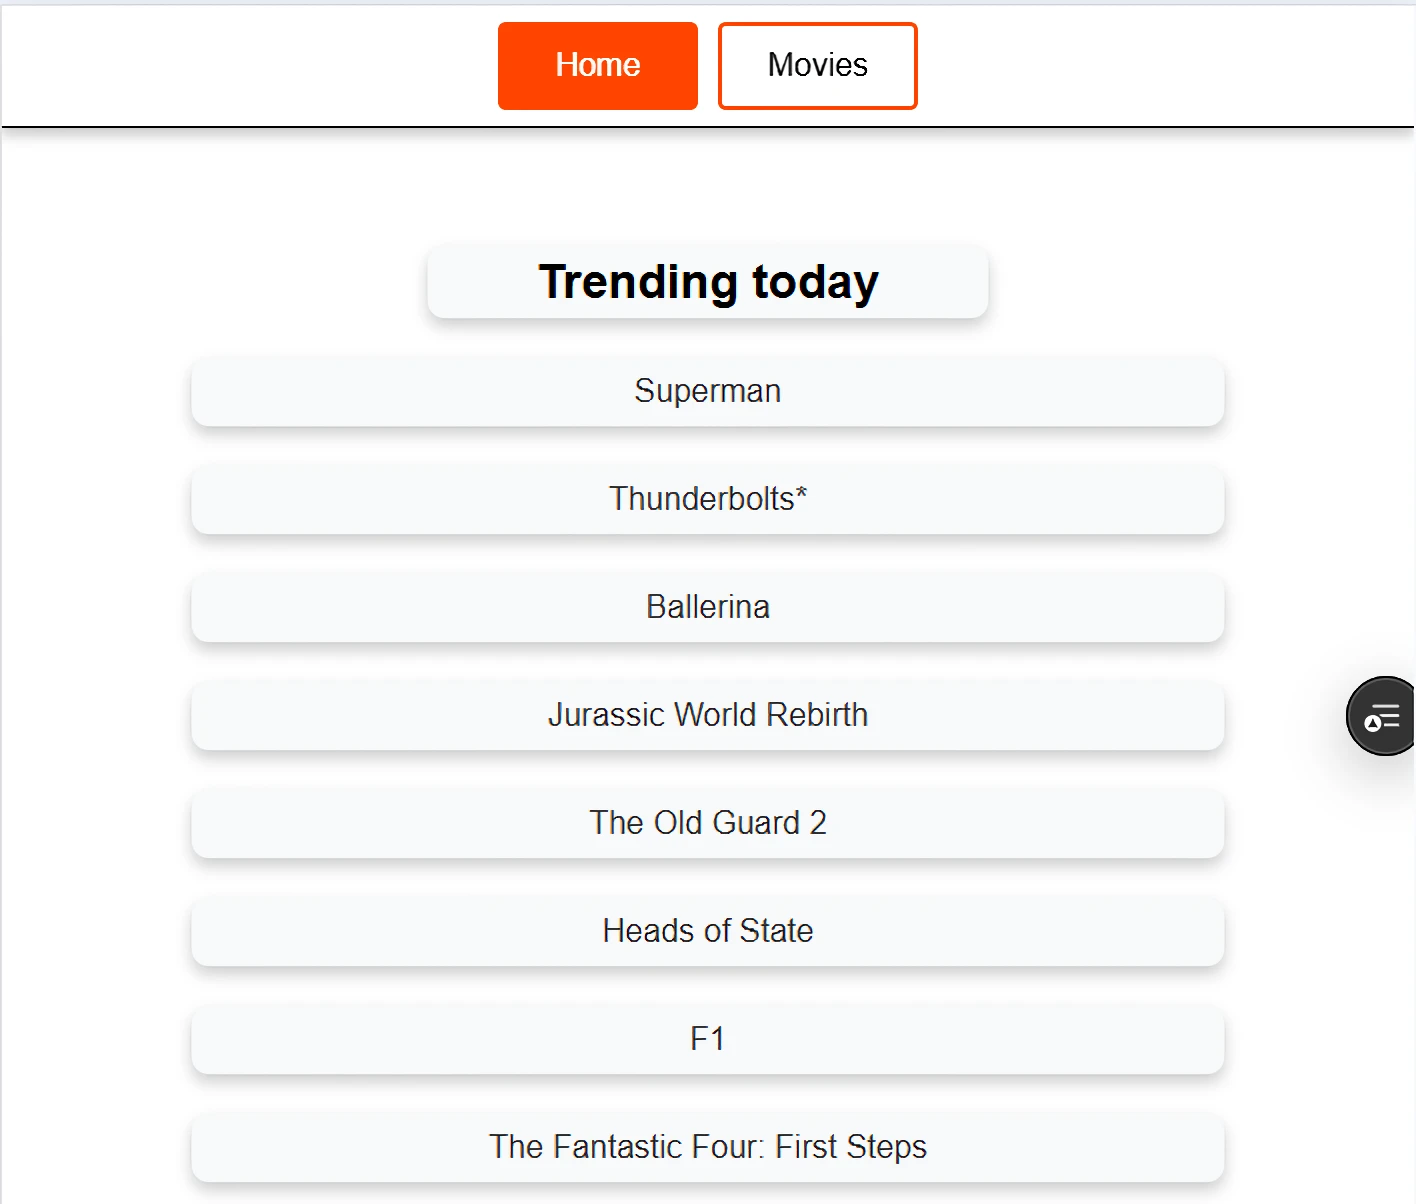 Home
Movies
Trending today
Superman
Thunderbolts*
Ballerina
Jurassic World Rebirth
The Old Guard 2
Heads of State
F1
The Fantastic Four: First Steps